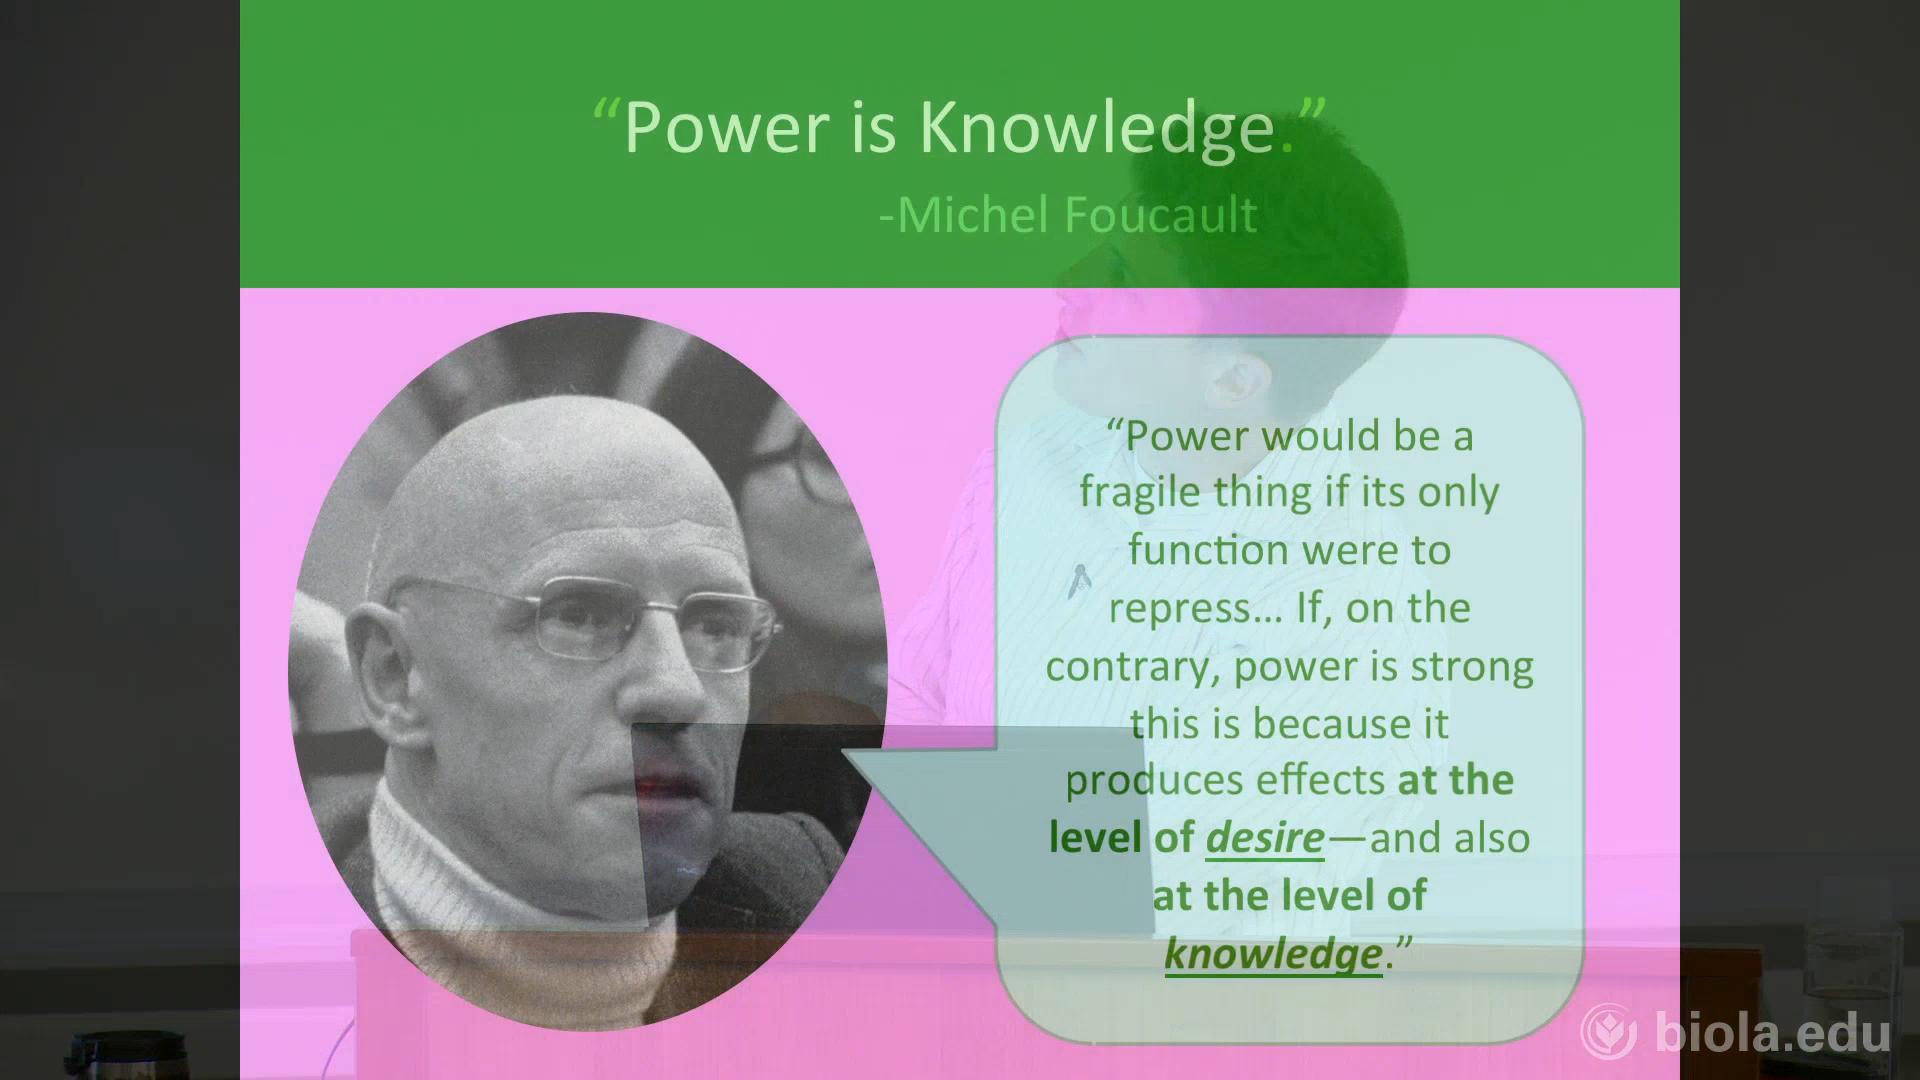 “Power is Knowledge.”
-Michel Foucault
“Power would be a
fragile thing if its only
function were to
repress… If, on the
contrary, power is strong
this is because it
produces effects at the
level of desire—and also
at the level of
knowledge.”
biola.edu